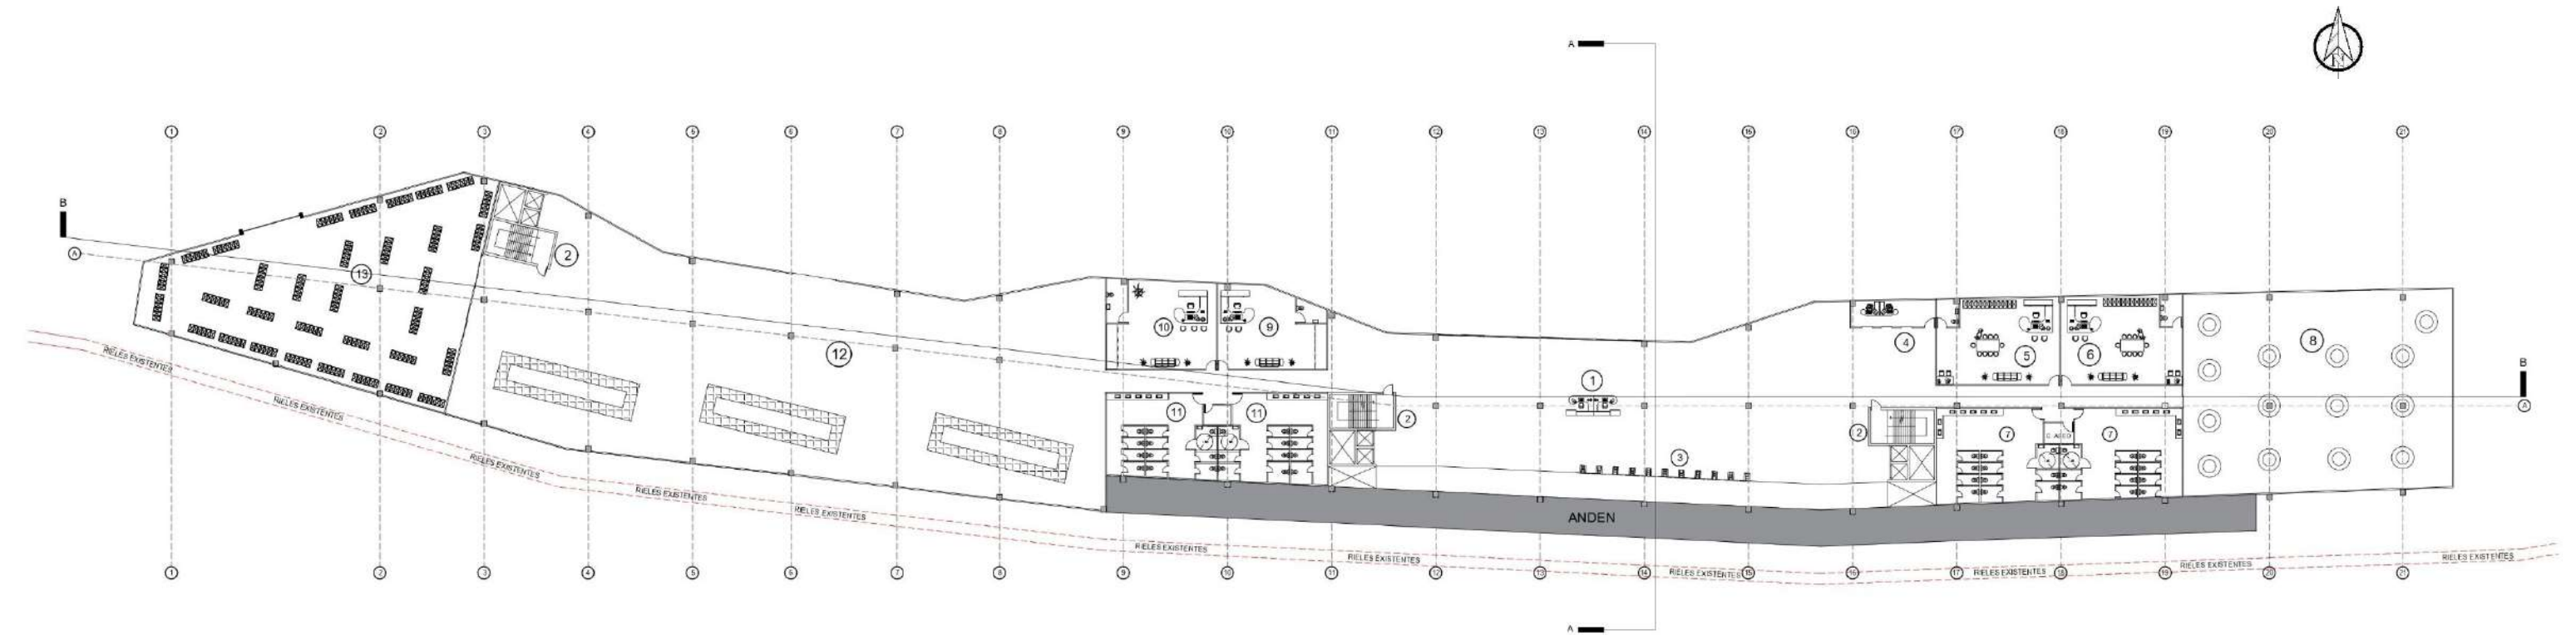 A
N
1 2 3 4 5 6 7 8 9 10 11 12 13 14 15 16 17 18 19 20 21
B
A
2
13
12
10
9
4
5
6
8
1
B
A
11
11
2
2
7
C. ASEO
7
3
RIELES EXISTENTES
RIELES EXISTENTES
RIELES EXISTENTES
RIELES EXISTENTES
RIELES EXISTENTES
ANDEN
RIELES EXISTENTES
RIELES EXISTENTES
RIELES EXISTENTES
RIELES EXISTENTES
RIELES EXISTENTES
RIELES EXISTENTES
1 2 3 4 5 6 7 8 9 10 11 12 13 14 15 16 17 18 19 20 21
A